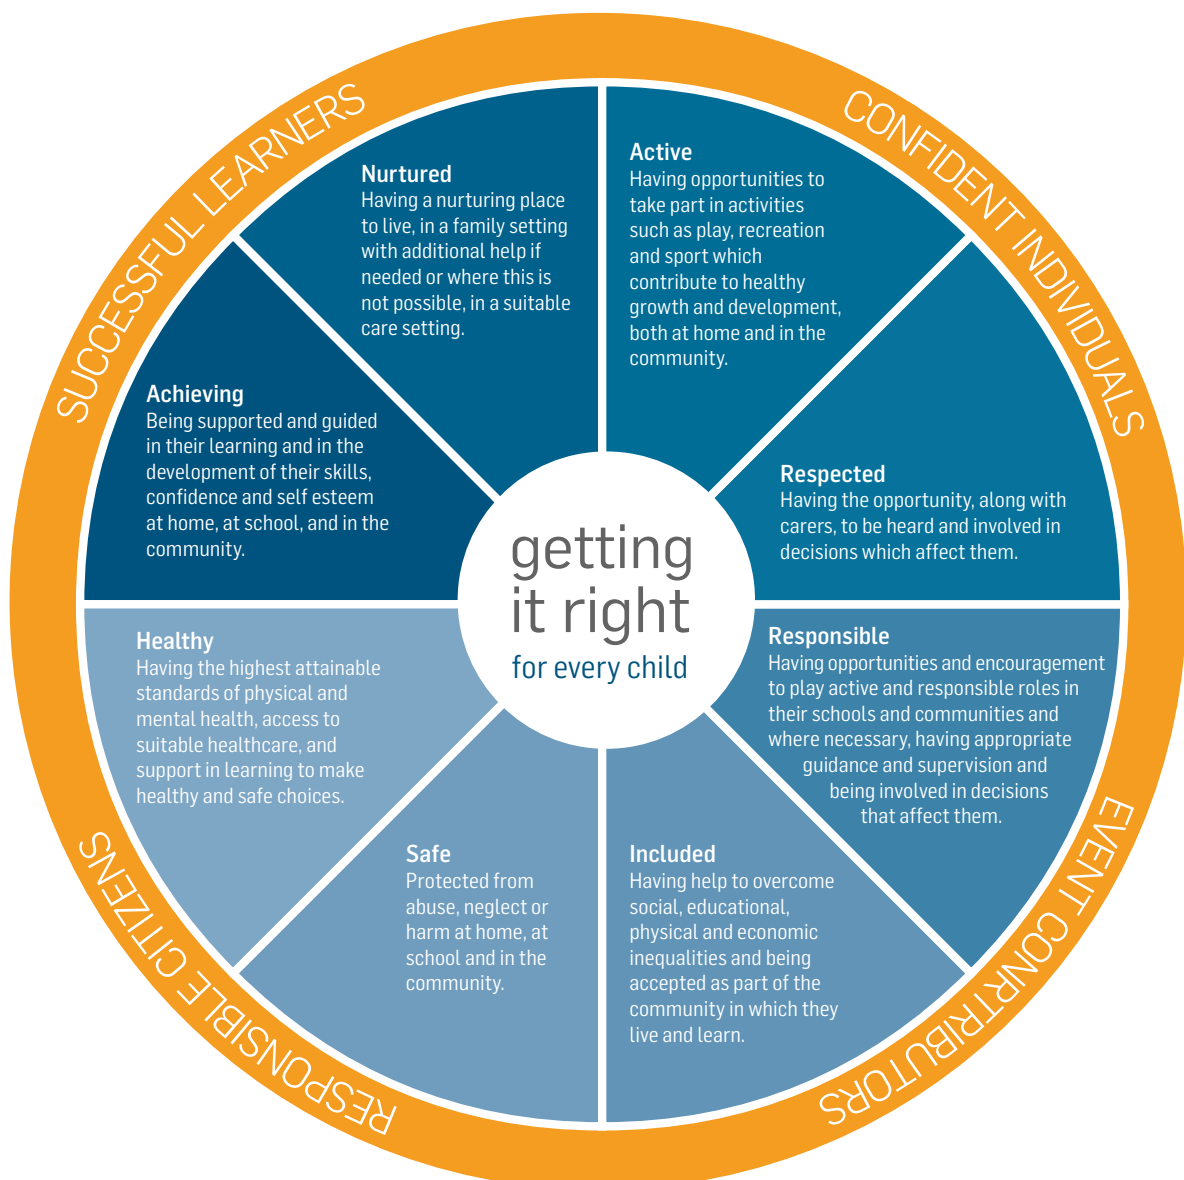 SUCCESSFUL LEARNERS
CONFIDENT INDIVIDUALS
Nurtured
Having a nurturing place
to live, in a family setting
with additional help if
needed or where this is
not possible, in a suitable
care setting.
Active
Having opportunities to
take part in activities
such as play, recreation
and sport which
contribute to healthy
growth and development,
both at home and in the
community.
Achieving
Being supported and guided
in their learning and in the
development of their skills,
confidence and self esteem
at home, at school, and in the
community.
Respected
Having the opportunity, along with
carers, to be heard and involved in
decisions which affect them.
getting
it right
for every child
Healthy
Having the highest attainable
standards of physical and
mental health, access to
suitable healthcare, and
support in learning to make
healthy and safe choices.
Responsible
Having opportunities and encouragement
to play active and responsible roles in
their schools and communities and
where necessary, having appropriate
guidance and supervision and
being involved in decisions
that affect them.
Safe
Protected from
abuse, neglect or
harm at home, at
school and in the
community.
Included
Having help to overcome
social, educational,
physical and economic
inequalities and being
accepted as part of the
community in which they
live and learn.
RESPONSIBLE CITIZENS
EVENT CONRTRIBUTORS